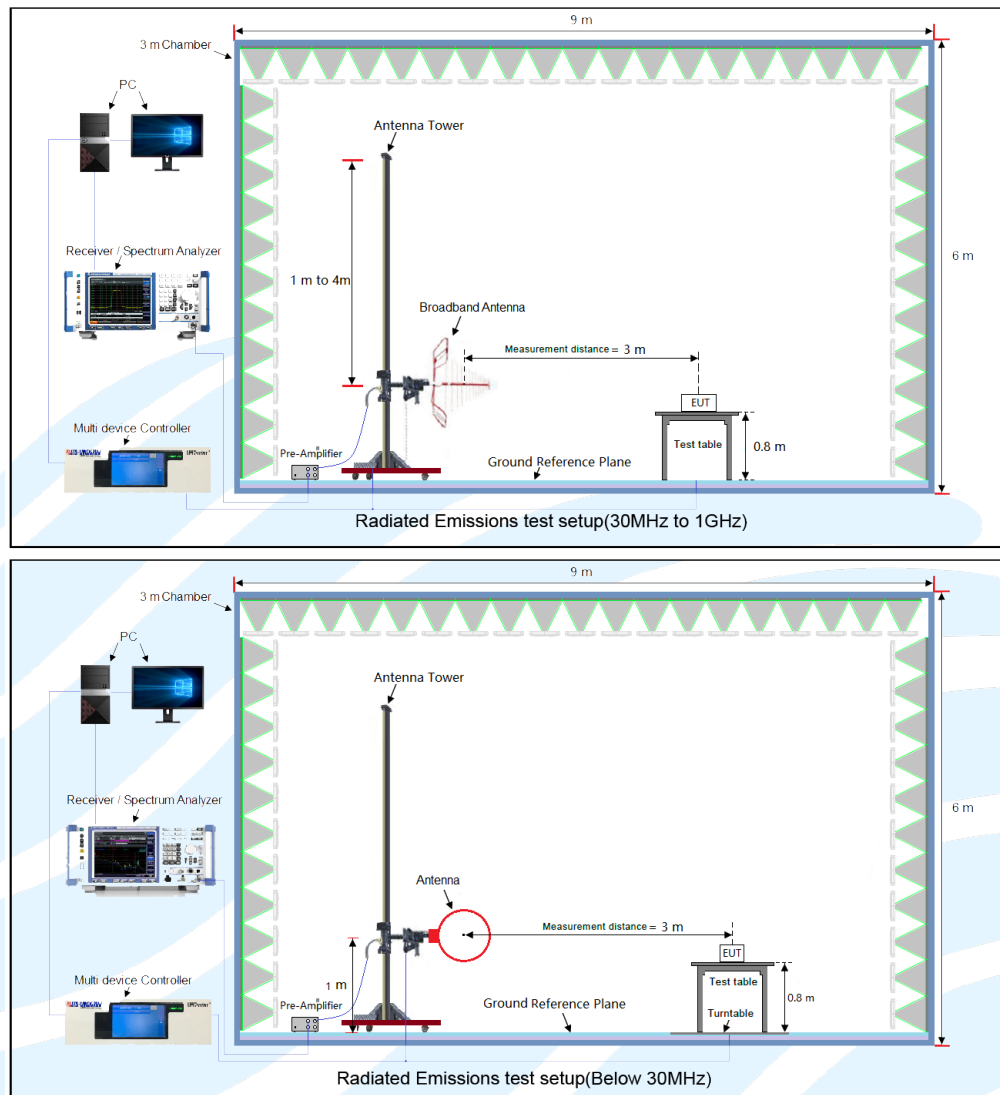 9 m
3 m Chamber
PC
Antenna Tower
Receiver / Spectrum Analyzer
6 m
1 m to 4m
Broadband Antenna
Measurement distance = 3 m
EUT
Multi device Controller
Test table
0.8 m
Pre-Amplifier
Ground Reference Plane
Radiated Emissions test setup(30MHz to 1GHz)
9 m
3 m Chamber
PC
Antenna Tower
Receiver / Spectrum Analyzer
6 m
Antenna
Measurement distance = 3 m
EUT
Multi device Controller
1 m
Test table
0.8 m
Pre-Amplifier
Ground Reference Plane
Turntable
Radiated Emissions test setup(Below 30MHz)